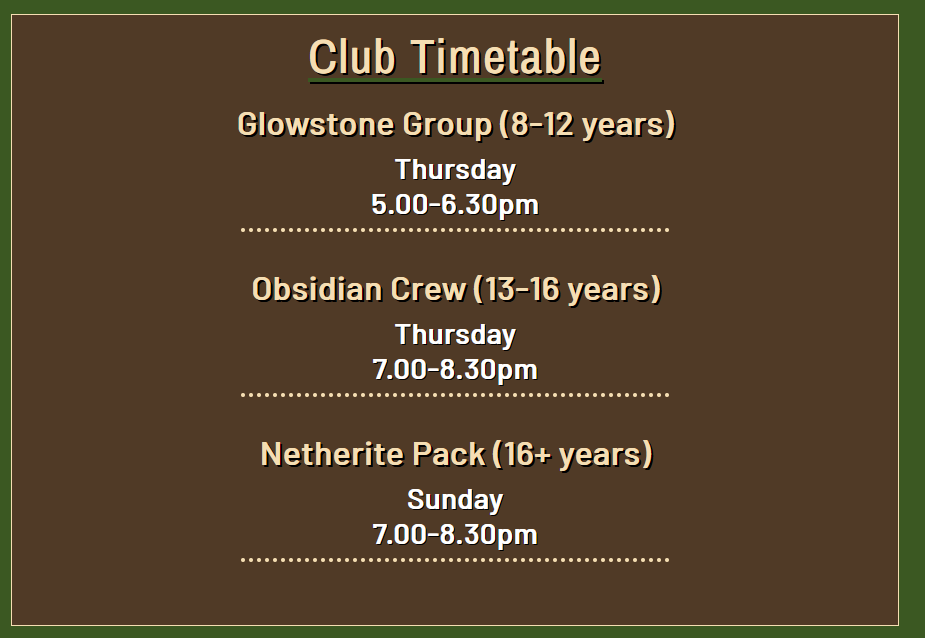 Club Timetable
Glowstone Group (8-12 years)
Thursday
5.00-6.30pm
Obsidian Crew (13-16 years)
Thursday
7.00-8.30pm
Netherite Pack (16+ years)
Sunday
7.00-8.30pm